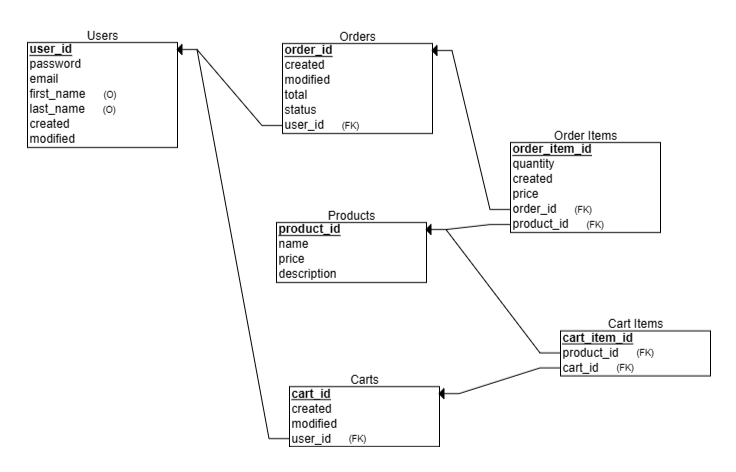 Users
user_id
password
email
first_name (O)
last_name (O)
created
modified
Orders
order_id
created
modified
total
status
user_id (FK)
Order Items
order_item_id
quantity
created
price
order_id (FK)
product_id (FK)
Products
product_id
name
price
description
Cart Items
cart_item_id
product_id (FK)
cart_id (FK)
Carts
cart_id
created
modified
user_id (FK)